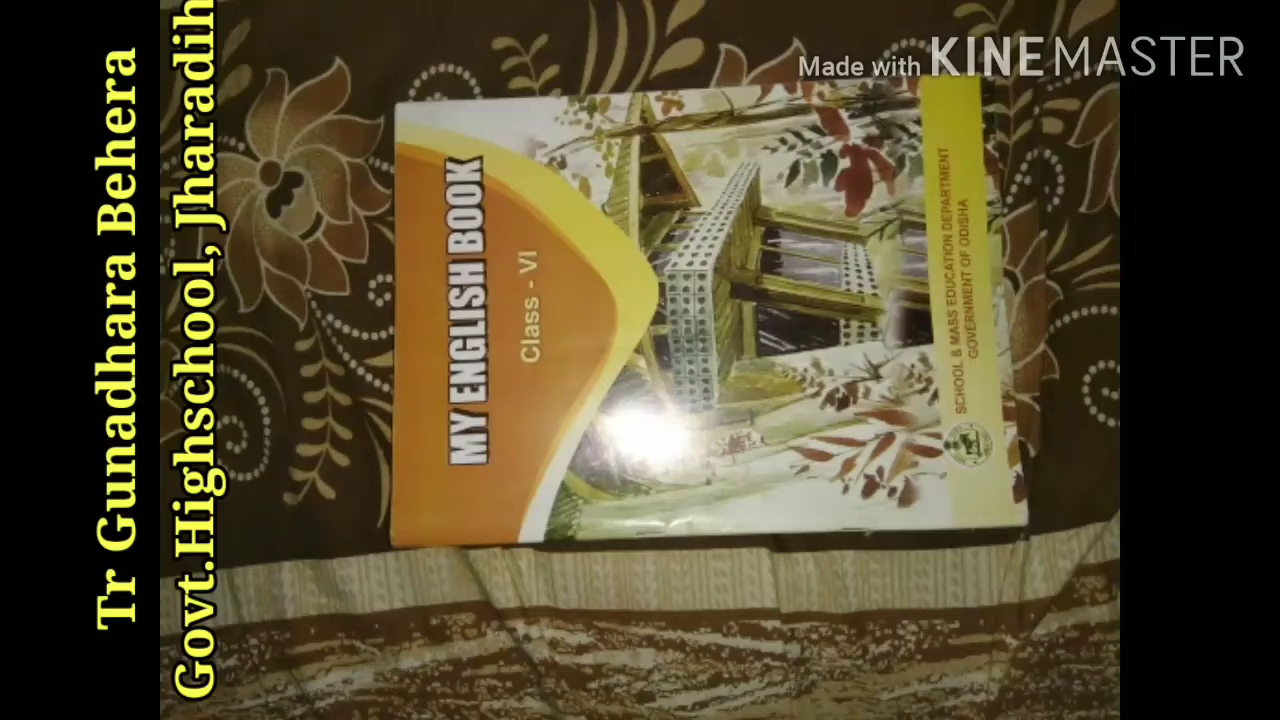 Tr Gunadhara Behera
Govt.Highschool, Jharadih
Made with KINEMASTER
MY ENGLISH BOOK
Class - VI
SCHOOL & MASS EDUCATION DEPARTMENT
GOVERNMENT OF ODISHA